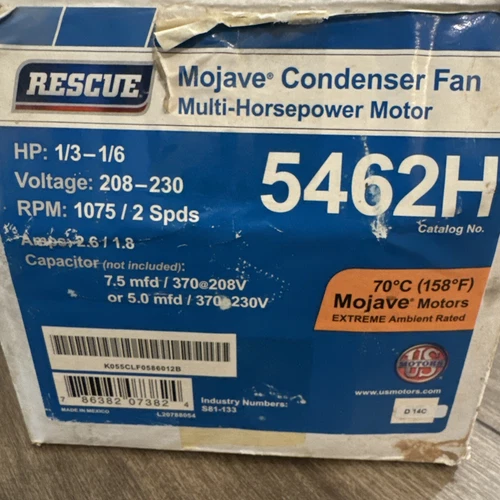 RESCUE
Mojave® Condenser Fan
Multi-Horsepower Motor
HP: 1/3–1/6
Voltage: 208–230
RPM: 1075 / 2 Spds
Amps: 2.6 / 1.8
5462H
Catalog No.
Capacitor (not included):
7.5 mfd / 370@208V
or 5.0 mfd / 370@230V
70°C (158°F)
Mojave® Motors
EXTREME Ambient Rated
K055CLF0586012B
US
MOTORS
www.usmotors.com
7 86382 07382 4
MADE IN MEXICO
L20798054
Industry Numbers:
S81-133
D 14C